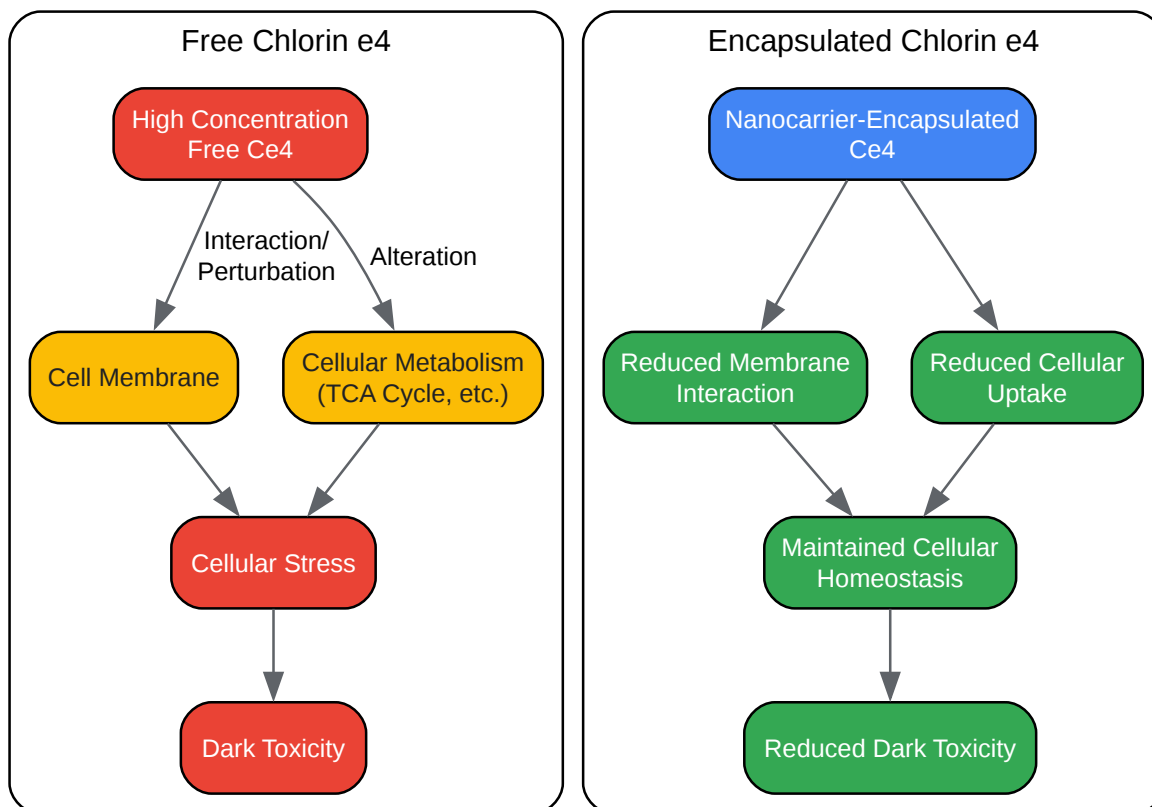 Free Chlorin e4
High Concentration
Free Ce4
Interaction/
Perturbation
Alteration
Cell Membrane
Cellular Metabolism
(TCA Cycle, etc.)
Cellular Stress
Dark Toxicity
Encapsulated Chlorin e4
Nanocarrier-Encapsulated
Ce4
Reduced Membrane
Interaction
Reduced Cellular
Uptake
Maintained Cellular
Homeostasis
Reduced Dark Toxicity